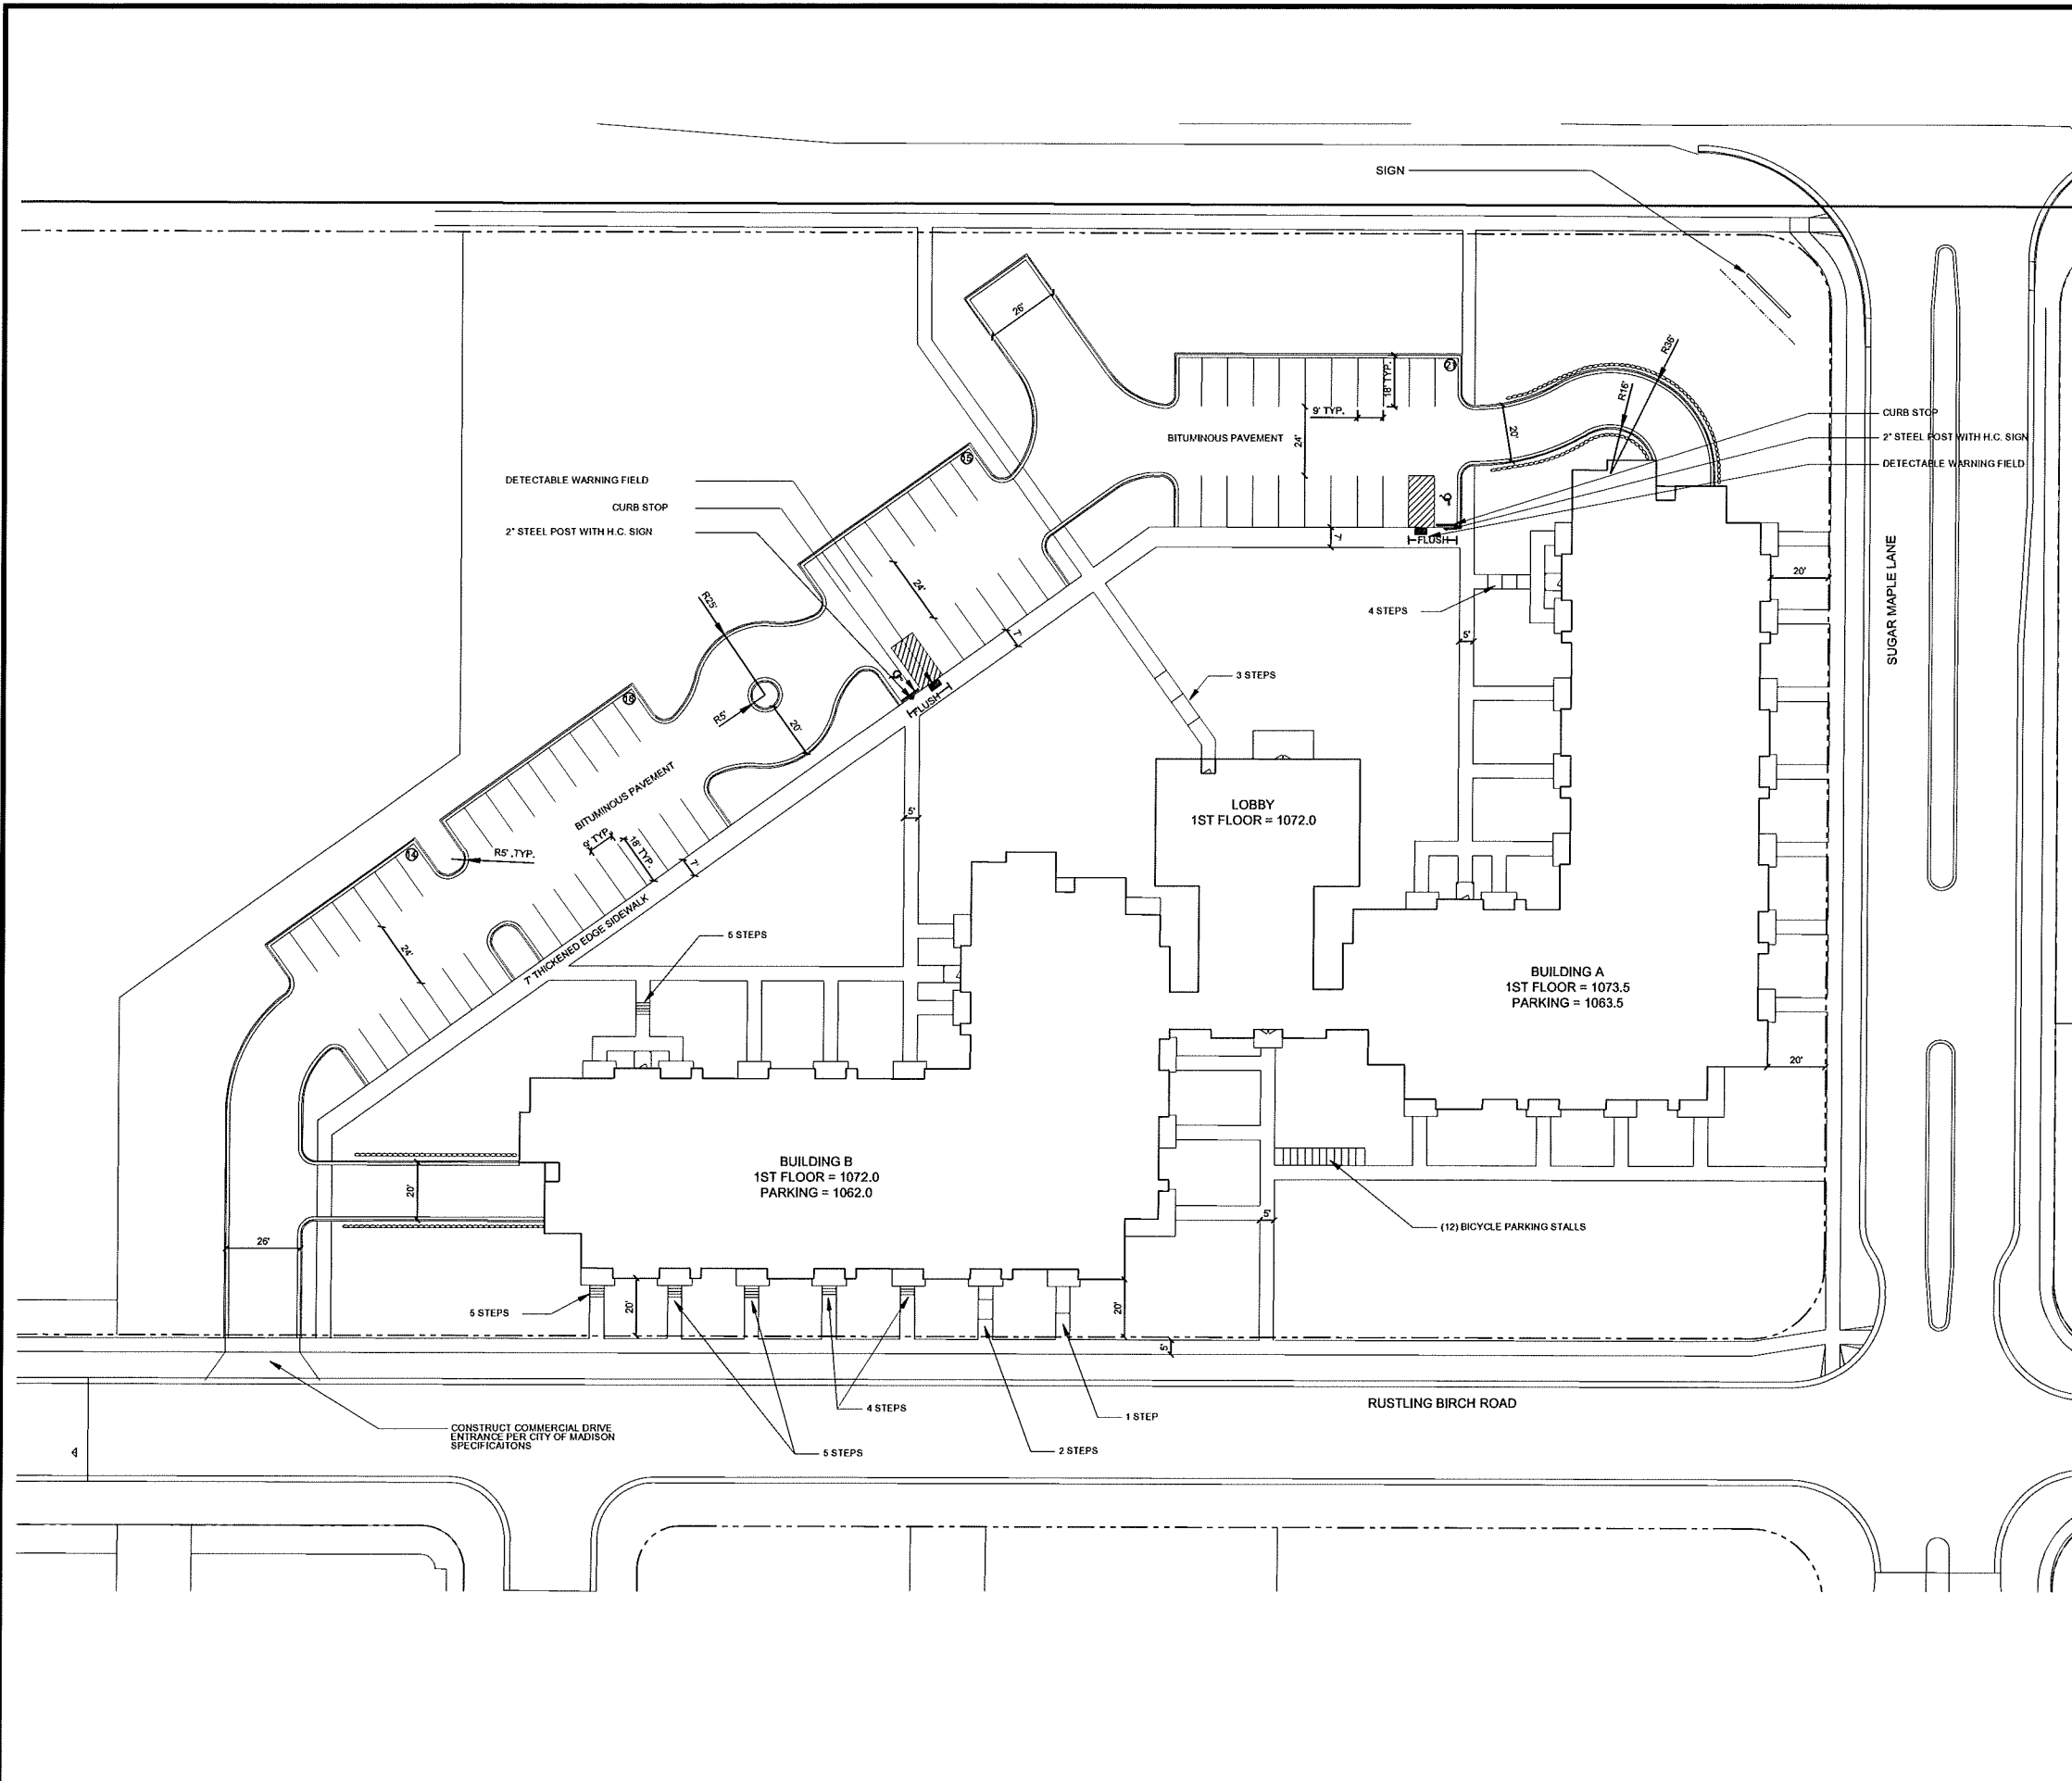 SIGN
26'
R36'
R16'
21
18' TYP.
9' TYP.
24'
BITUMINOUS PAVEMENT
20'
CURB STOP
2" STEEL POST WITH H.C. SIGN
DETECTABLE WARNING FIELD
DETECTABLE WARNING FIELD
CURB STOP
2" STEEL POST WITH H.C. SIGN
15
24'
7'
FLUSH
7'
4 STEPS
5'
20'
SUGAR MAPLE LANE
R25'
R5'
20'
FLUSH
3 STEPS
16
BITUMINOUS PAVEMENT
9' TYP.
18' TYP.
7'
5'
LOBBY
1ST FLOOR = 1072.0
14
R5' .TYP.
24'
7' THICKENED EDGE SIDEWALK
5 STEPS
BUILDING A
1ST FLOOR = 1073.5
PARKING = 1063.5
20'
BUILDING B
1ST FLOOR = 1072.0
PARKING = 1062.0
20'
26'
5'
(12) BICYCLE PARKING STALLS
5 STEPS
20'
20'
5'
4 STEPS
1 STEP
2 STEPS
5 STEPS
RUSTLING BIRCH ROAD
CONSTRUCT COMMERCIAL DRIVE
ENTRANCE PER CITY OF MADISON
SPECIFICAITONS